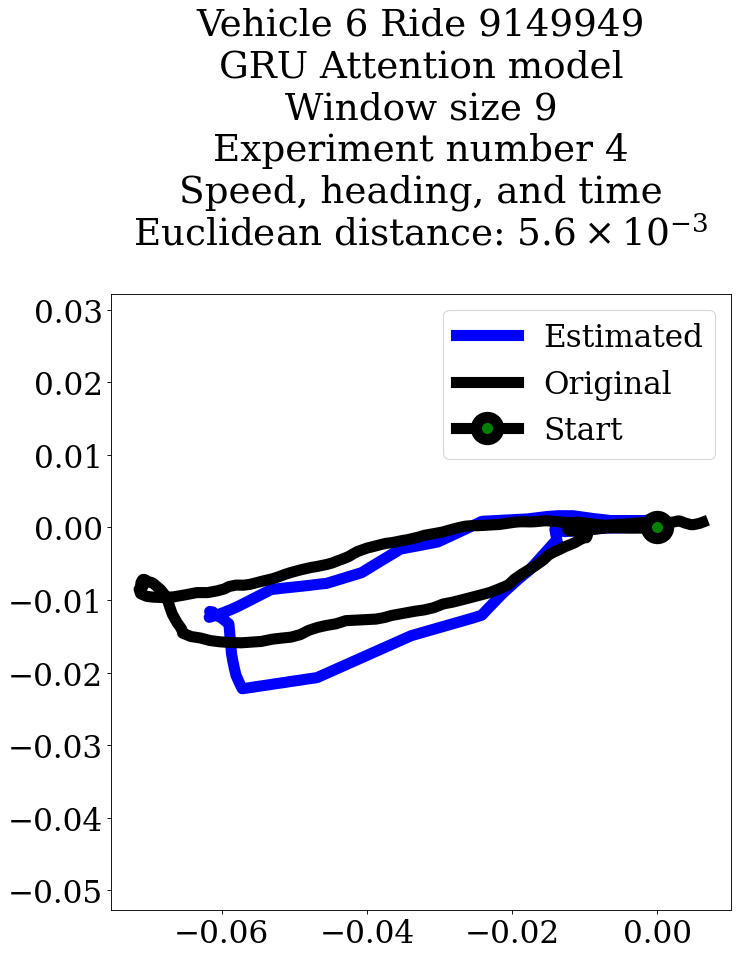 Vehicle 6 Ride 9149949
GRU Attention model
Window size 9
Experiment number 4
Speed, heading, and time
Euclidean distance: 5.6 × 10⁻³
0.03
Estimated
0.02
Original
0.01
Start
0.00
−0.01
−0.02
−0.03
−0.04
−0.05
−0.06 −0.04 −0.02 0.00